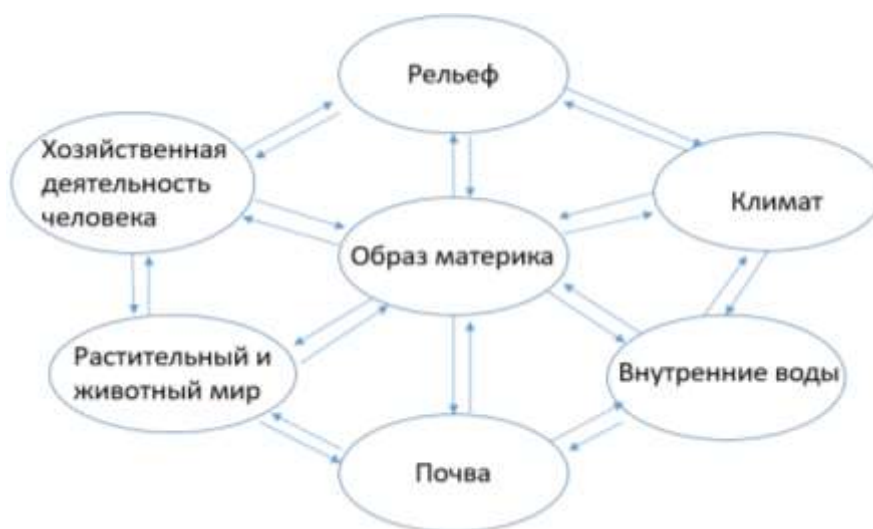 Рельеф
Хозяйственная
деятельность
человека
Климат
Образ материка
Растительный и
животный мир
Внутренние воды
Почва